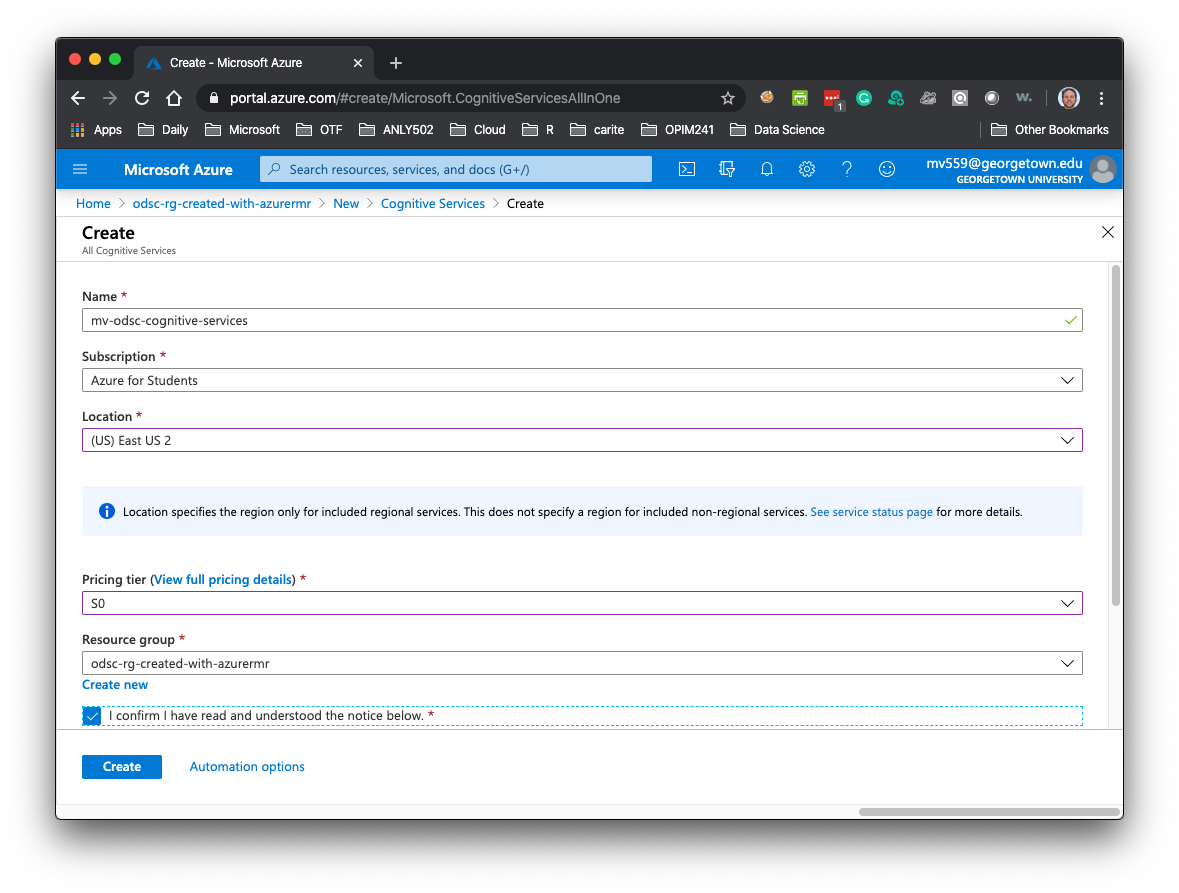 Create - Microsoft Azure
portal.azure.com/#create/Microsoft.CognitiveServicesAllInOne
1
w.
Apps Daily Microsoft OTF ANLY502 Cloud R carite OPIM241 Data Science Other Bookmarks
Microsoft Azure
Search resources, services, and docs (G+/)
mv559@georgetown.edu
GEORGETOWN UNIVERSITY
Home > odsc-rg-created-with-azurermr > New > Cognitive Services > Create
Create
All Cognitive Services
Name *
mv-odsc-cognitive-services
Subscription *
Azure for Students
Location *
(US) East US 2
Location specifies the region only for included regional services. This does not specify a region for included non-regional services. See service status page for more details.
Pricing tier (View full pricing details) *
S0
Resource group *
odsc-rg-created-with-azurermr
Create new
I confirm I have read and understood the notice below. *
Create Automation options